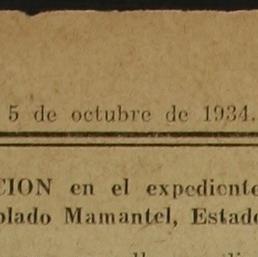 5 de octubre de 1934.
CION en el expediente
blado Mamantel, Estado